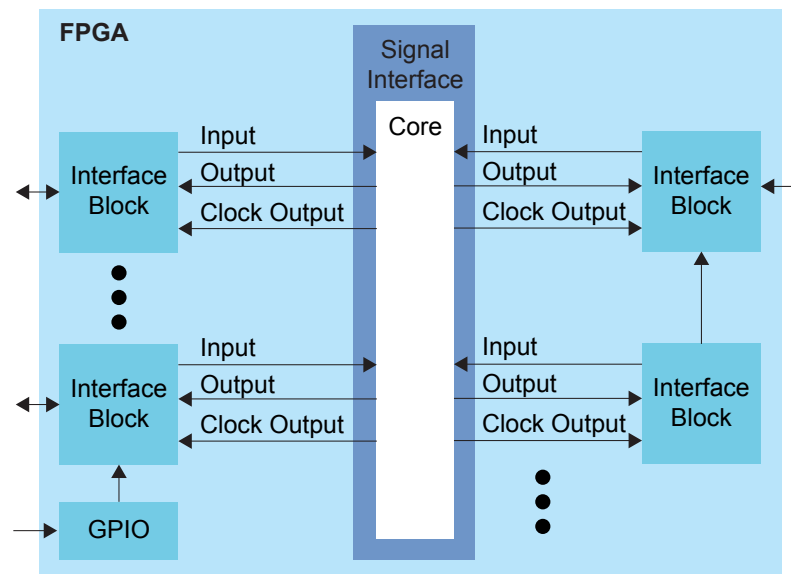 FPGA
Signal
Interface
Core
Input
Output
Clock Output
Interface
Block
Input
Output
Clock Output
Interface
Block
Input
Output
Clock Output
Interface
Block
Input
Output
Clock Output
Interface
Block
GPIO